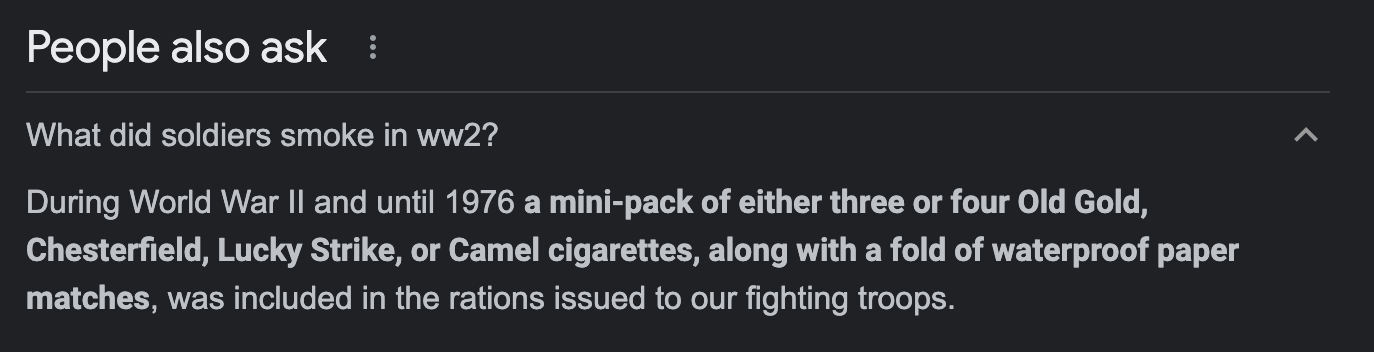 People also ask
What did soldiers smoke in ww2?
During World War II and until 1976 a mini-pack of either three or four Old Gold,
Chesterfield, Lucky Strike, or Camel cigarettes, along with a fold of waterproof paper
matches, was included in the rations issued to our fighting troops.